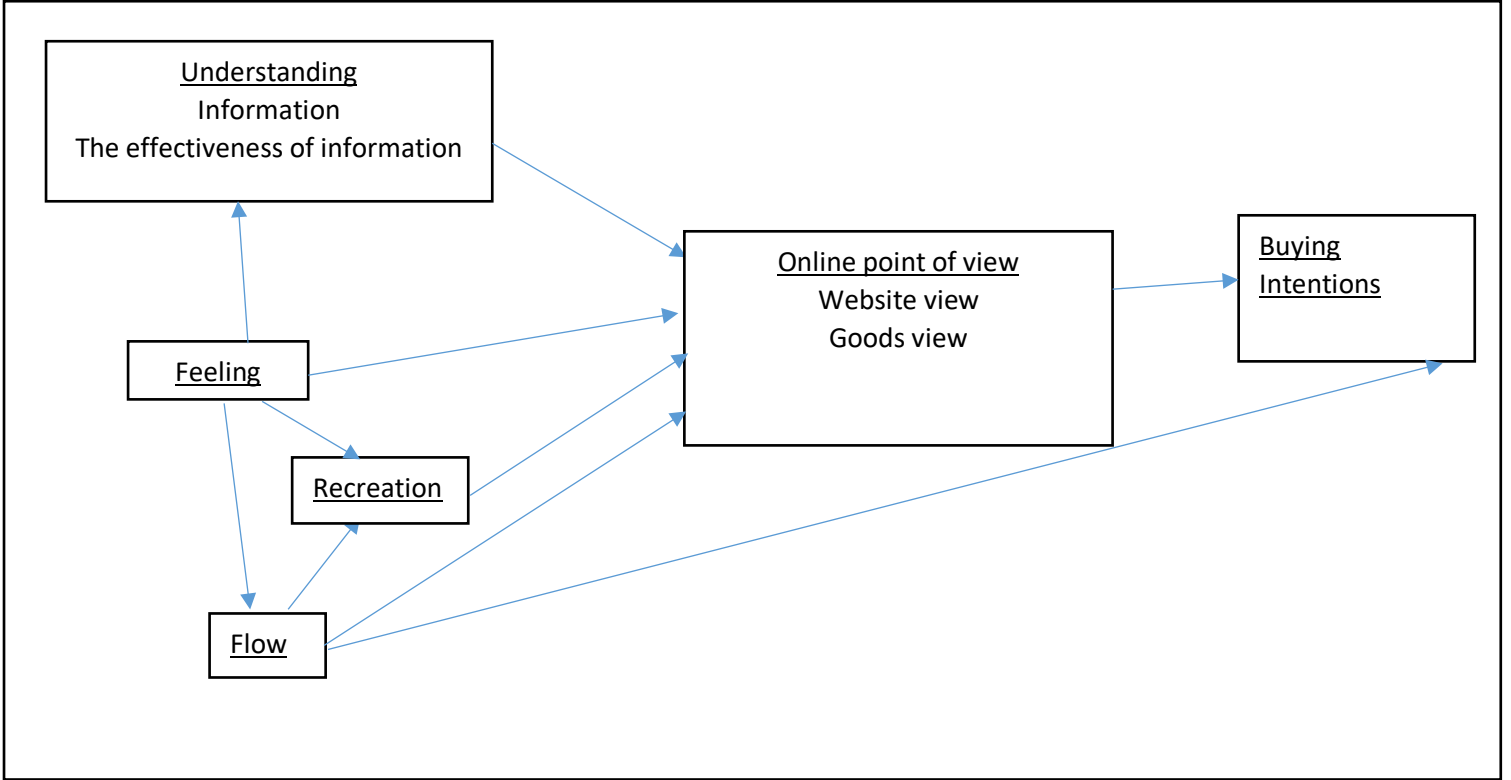 Understanding
Information
The effectiveness of information
Online point of view
Website view
Goods view
Buying
Intentions
Feeling
Recreation
Flow